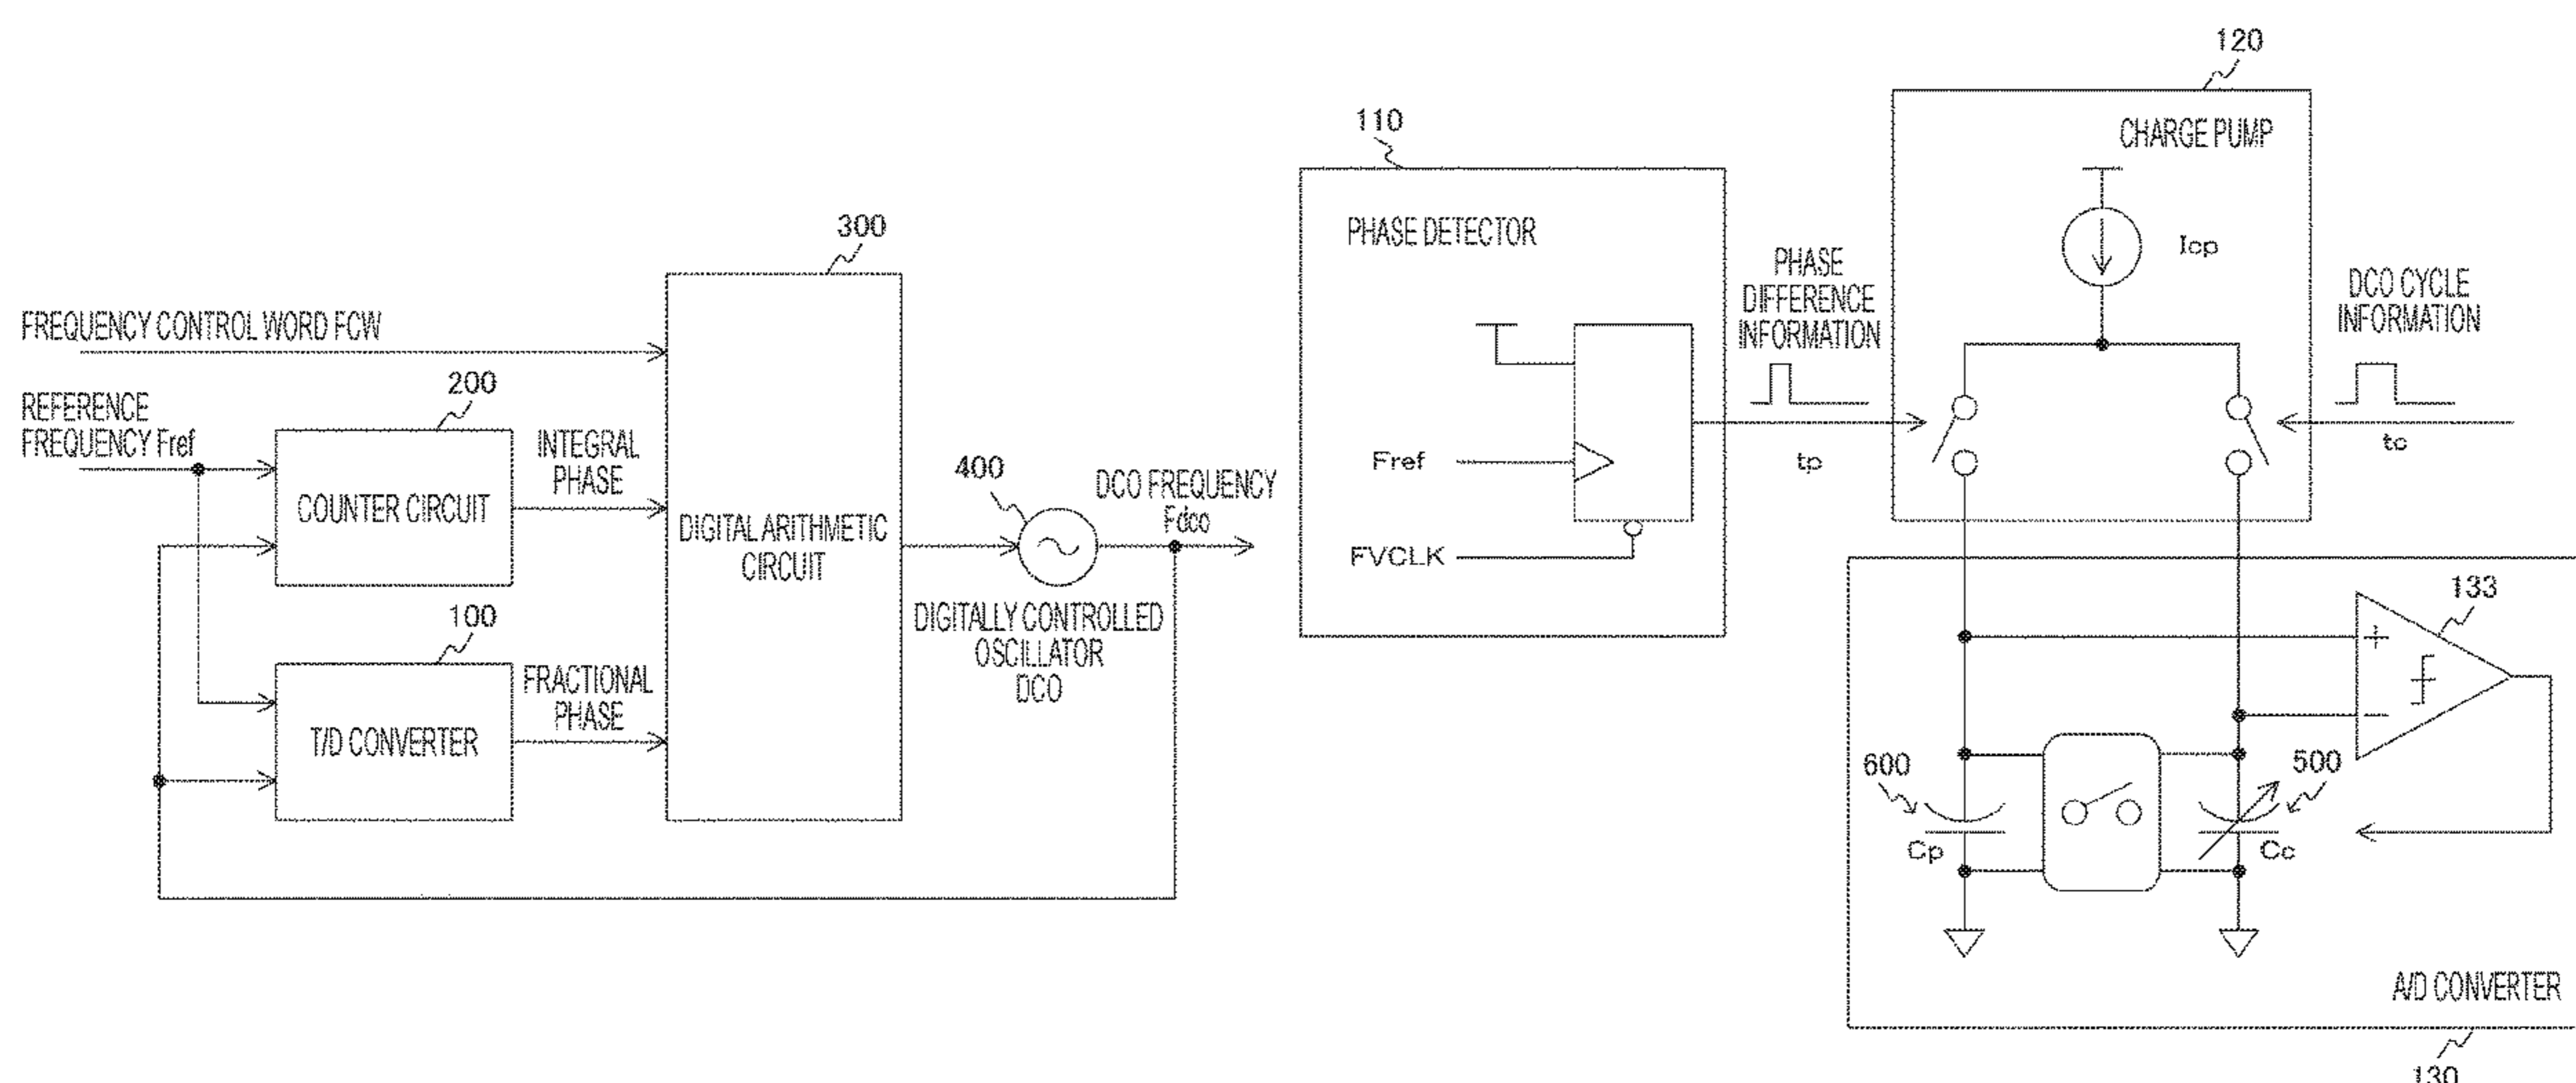 FREQUENCY CONTROL WORD FCW
REFERENCE
FREQUENCY Fref
200
COUNTER CIRCUIT
INTEGRAL
PHASE
100
T/D CONVERTER
FRACTIONAL
PHASE
300
DIGITAL ARITHMETIC
CIRCUIT
400
DIGITALLY CONTROLLED
OSCILLATOR
DCO
DCO FREQUENCY
Fdco
110
PHASE DETECTOR
Fref
FVCLK
PHASE
DIFFERENCE
INFORMATION
tp
120
CHARGE PUMP
Icp
DCO CYCLE
INFORMATION
tc
133
+
−
600
Cp
500
Cc
A/D CONVERTER
130